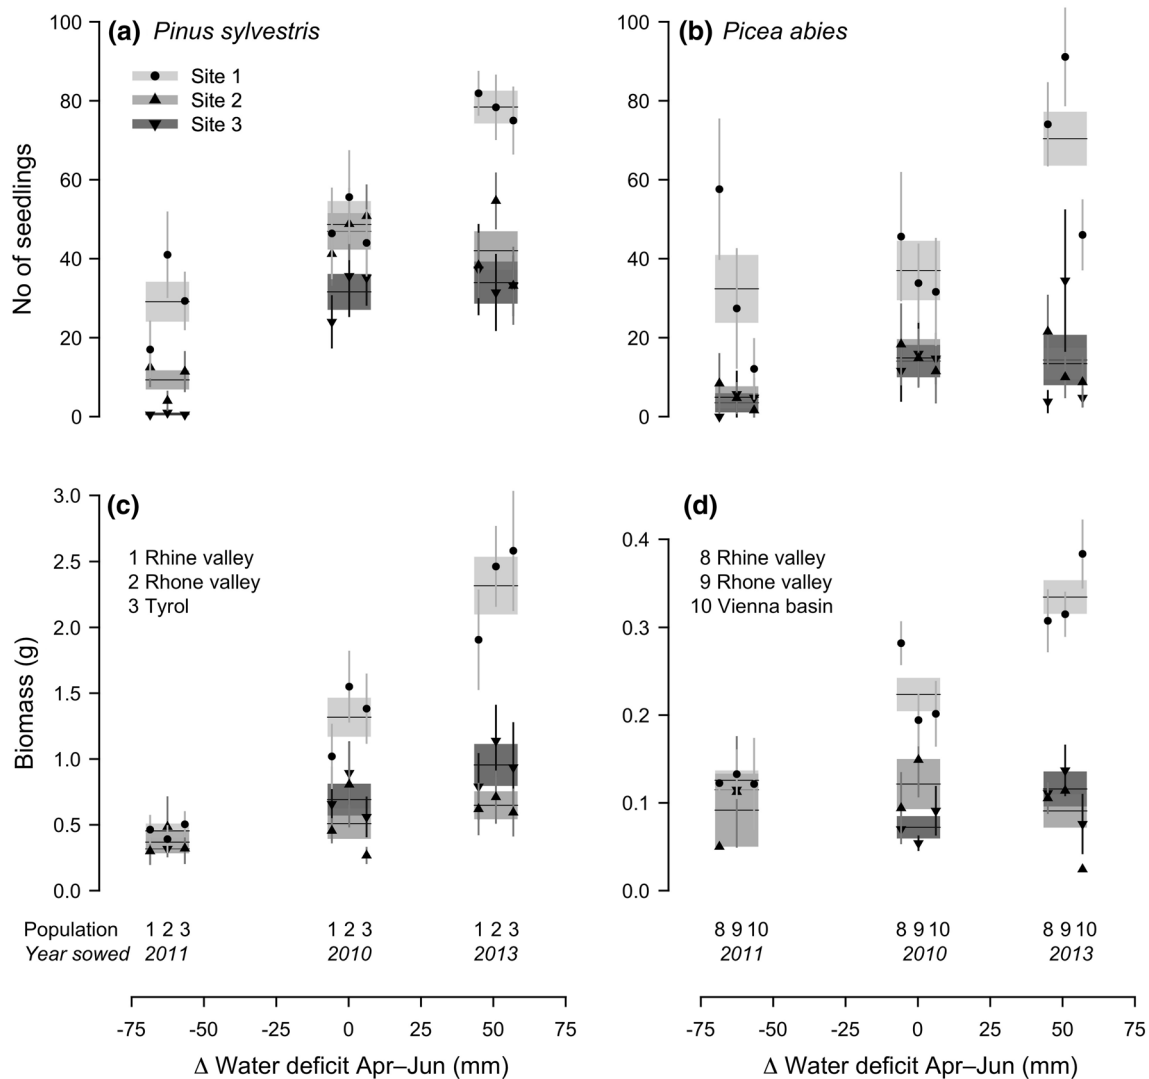 (a) Pinus sylvestris
(b) Picea abies
No of seedlings
100
80
60
40
20
0
Site 1
Site 2
Site 3
100
80
60
40
20
0
(c)
(d)
Biomass (g)
3.0
2.5
2.0
1.5
1.0
0.5
0.0
1 Rhine valley
2 Rhone valley
3 Tyrol
0.4
0.3
0.2
0.1
0.0
8 Rhine valley
9 Rhone valley
10 Vienna basin
Population 1 2 3 1 2 3 1 2 3 8 9 10 8 9 10 8 9 10
Year sowed 2011 2010 2013 2011 2010 2013
-75 -50 -25 0 25 50 75 -75 -50 -25 0 25 50 75
Δ Water deficit Apr–Jun (mm) Δ Water deficit Apr–Jun (mm)